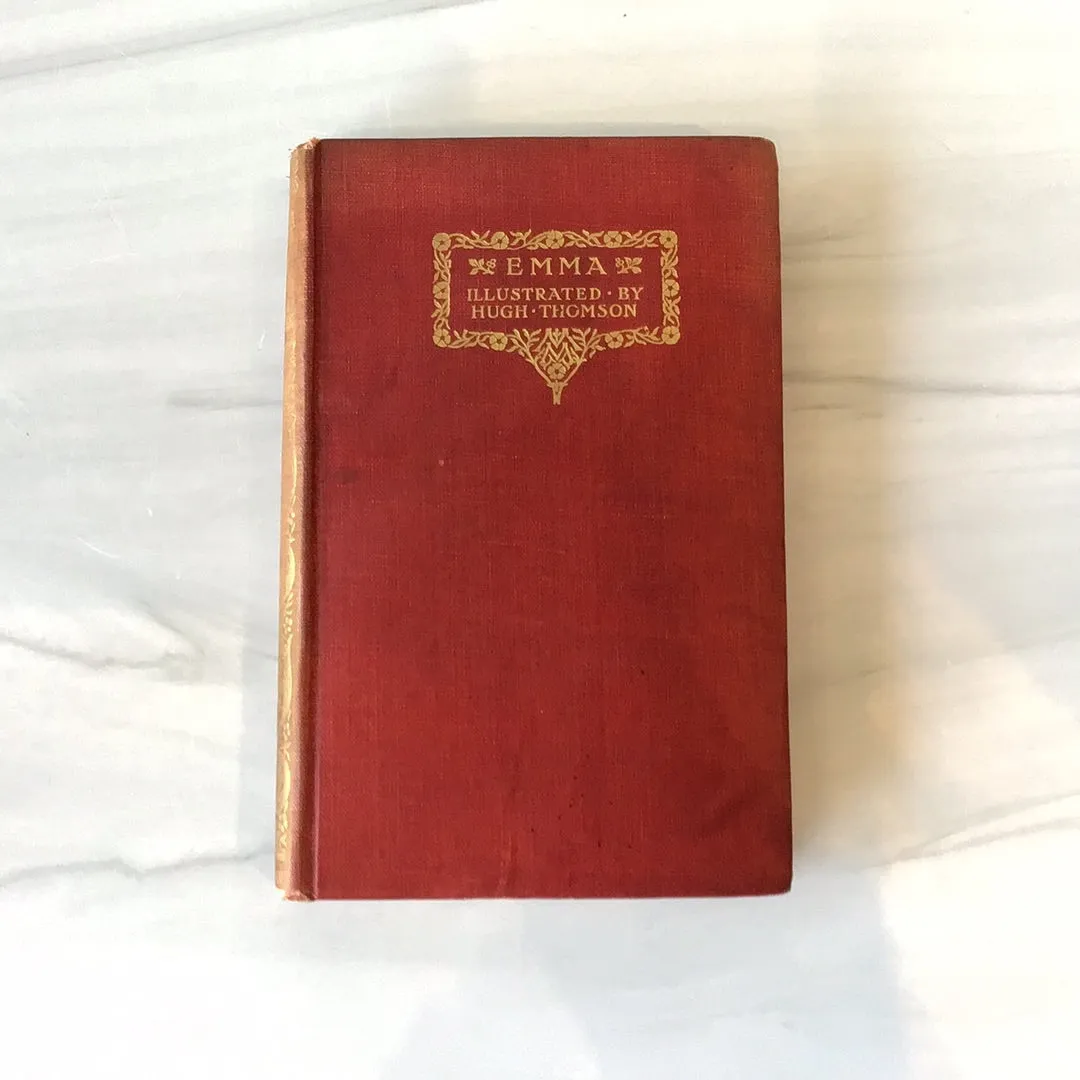 EMMA
ILLUSTRATED · BY
HUGH · THOMSON